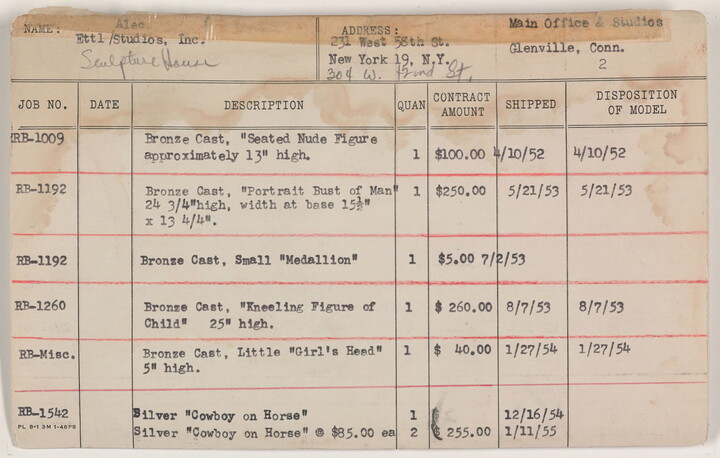 NAME: Alec
Ettl/Studios, Inc.
Sculpture House
ADDRESS:
231 West 58th St.
New York 19, N.Y.
304 W. 42nd St.
Main Office & Studios
Glenville, Conn.
2
JOB NO. DATE DESCRIPTION QUAN CONTRACT AMOUNT SHIPPED DISPOSITION OF MODEL
RB-1009 Bronze Cast, "Seated Nude Figure
approximately 13" high. 1 $100.00 4/10/52 4/10/52
RB-1192 Bronze Cast, "Portrait Bust of Man" 1 $250.00 5/21/53 5/21/53
24 3/4"high, width at base 15½"
x 13 4/4".
RB-1192 Bronze Cast, Small "Medallion" 1 $5.00 7/2/53
RB-1260 Bronze Cast, "Kneeling Figure of 1 $ 260.00 8/7/53 8/7/53
Child" 25" high.
RB-Misc. Bronze Cast, Little "Girl's Head" 1 $ 40.00 1/27/54 1/27/54
5" high.
RB-1542 Silver "Cowboy on Horse" 1 12/16/54
PL 8-1 3M 1-46PB Silver "Cowboy on Horse" @ $85.00 ea 2 $ 255.00 1/11/55